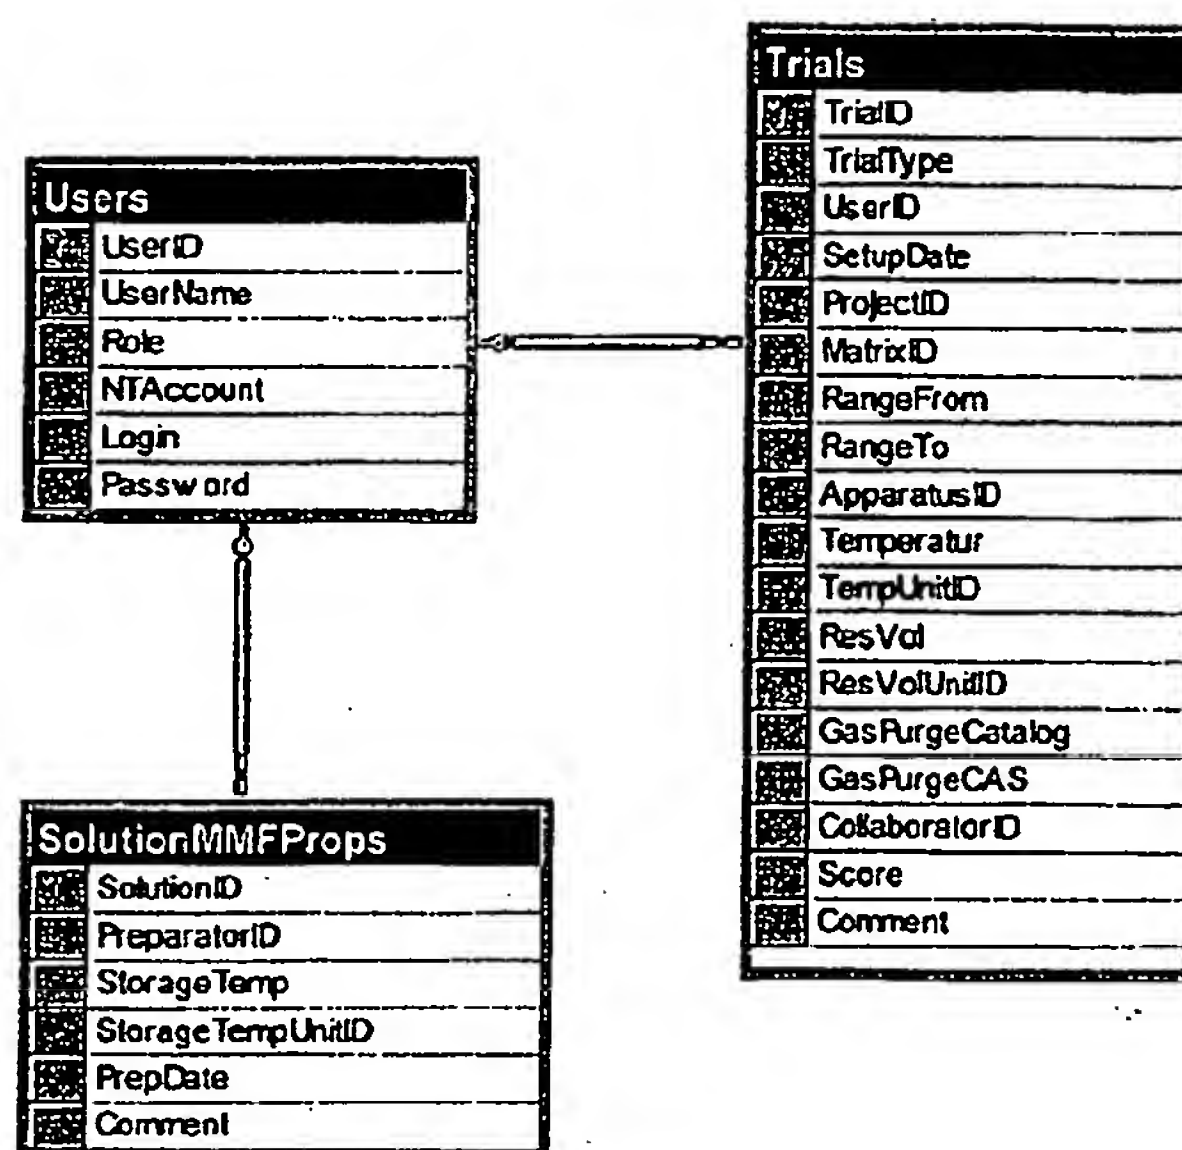 Users
UserID
UserName
Role
NTAccount
Login
Password
SolutionMMFProps
SolutionID
PreparatorID
StorageTemp
StorageTempUnitID
PrepDate
Comment
Trials
TrialID
TrialType
UserID
SetupDate
ProjectID
MatrixID
RangeFrom
RangeTo
ApparatusID
Temperatur
TempUnitID
ResVol
ResVolUnitID
GasPurgeCatalog
GasPurgeCAS
CollaboratorID
Score
Comment